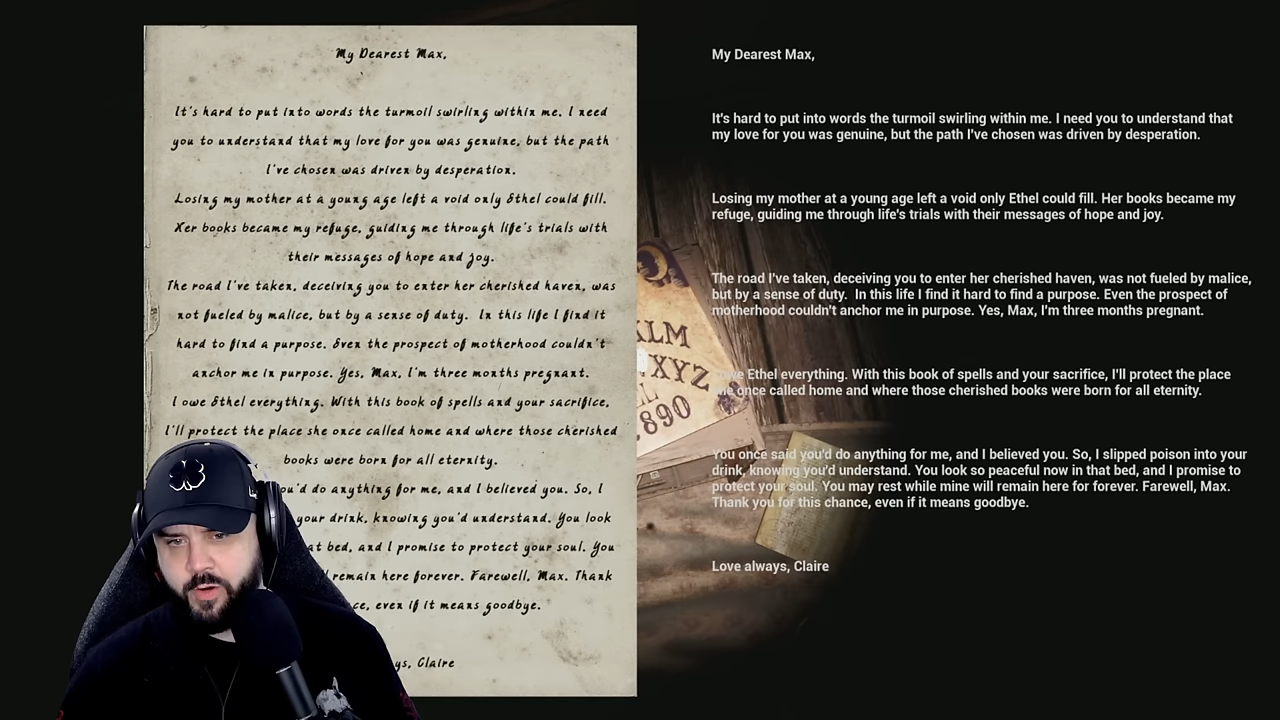 My Dearest Max,
It's hard to put into words the turmoil swirling within me. I need
you to understand that my love for you was genuine, but the path
I've chosen was driven by desperation.
Losing my mother at a young age left a void only Ethel could fill.
Her books became my refuge, guiding me through life's trials with
their messages of hope and joy.
The road I've taken, deceiving you to enter her cherished haven, was
not fueled by malice, but by a sense of duty. In this life I find it
hard to find a purpose. Even the prospect of motherhood couldn't
anchor me in purpose. Yes, Max, I'm three months pregnant.
I owe Ethel everything. With this book of spells and your sacrifice,
I'll protect the place she once called home and where those cherished
books were born for all eternity.
you'd do anything for me, and I believed you. So, I
your drink, knowing you'd understand. You look
at bed, and I promise to protect your soul. You
remain here forever. Farewell, Max. Thank
ce, even if it means goodbye.
ys, Claire
My Dearest Max,
It's hard to put into words the turmoil swirling within me. I need you to understand that
my love for you was genuine, but the path I've chosen was driven by desperation.
Losing my mother at a young age left a void only Ethel could fill. Her books became my
refuge, guiding me through life's trials with their messages of hope and joy.
The road I've taken, deceiving you to enter her cherished haven, was not fueled by malice,
but by a sense of duty.  In this life I find it hard to find a purpose. Even the prospect of
motherhood couldn't anchor me in purpose. Yes, Max, I'm three months pregnant.
Ethel everything. With this book of spells and your sacrifice, I'll protect the place
once called home and where those cherished books were born for all eternity.
You once said you'd do anything for me, and I believed you. So, I slipped poison into your
drink, knowing you'd understand. You look so peaceful now in that bed, and I promise to
protect your soul. You may rest while mine will remain here for forever. Farewell, Max.
Thank you for this chance, even if it means goodbye.
Love always, Claire
KLM
XYZ
890